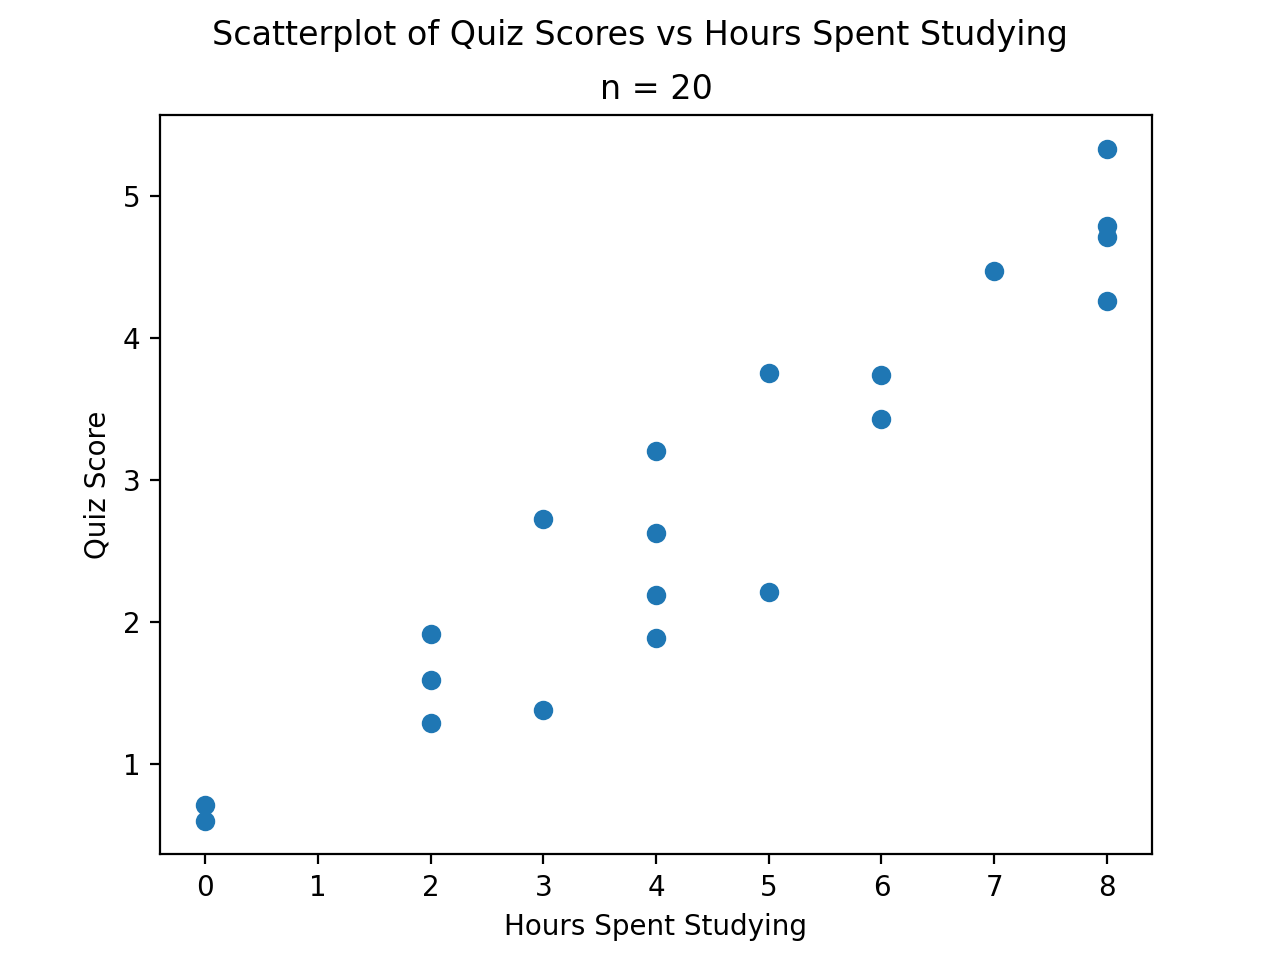 Scatterplot of Quiz Scores vs Hours Spent Studying
n = 20
5
4
3
2
1
Quiz Score
0 1 2 3 4 5 6 7 8
Hours Spent Studying